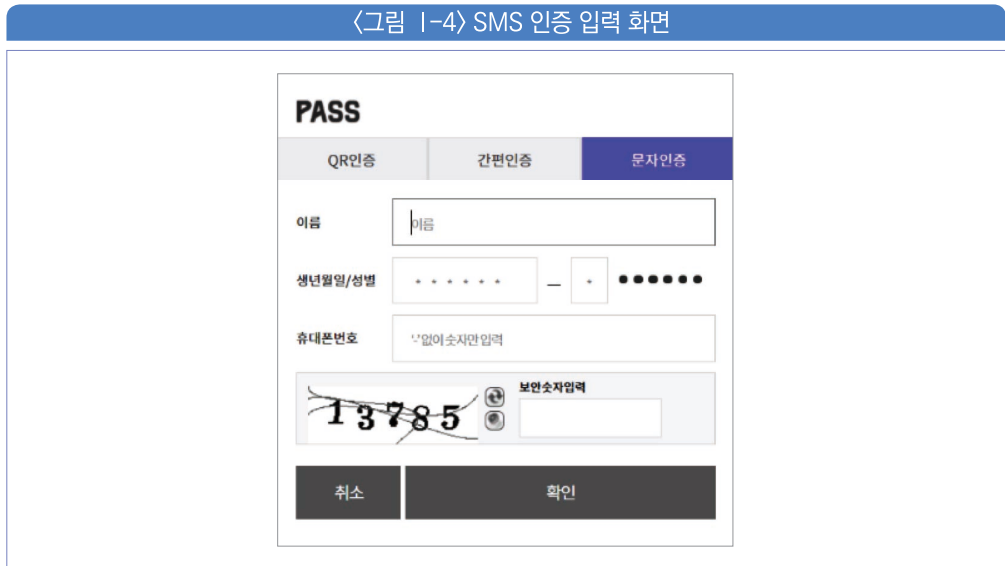 〈그림 Ⅰ-4〉 SMS 인증 입력 화면
PASS
QR인증 간편인증 문자인증
이름 이름
생년월일/성별 * * * * * * - * ●●●●●●
휴대폰번호 '-'없이 숫자만 입력
보안숫자입력
13785
취소 확인